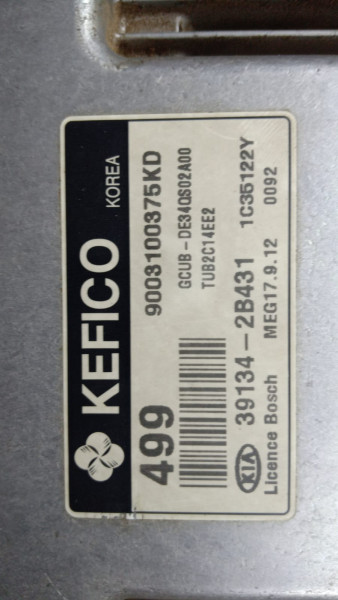 KEFICO KOREA
499 9003100375KD
GCUB-DE34QS02A00
TUB2C14EE2
KIA 39134-2B431 1C35122Y
Licence Bosch MEG17.9.12 0092